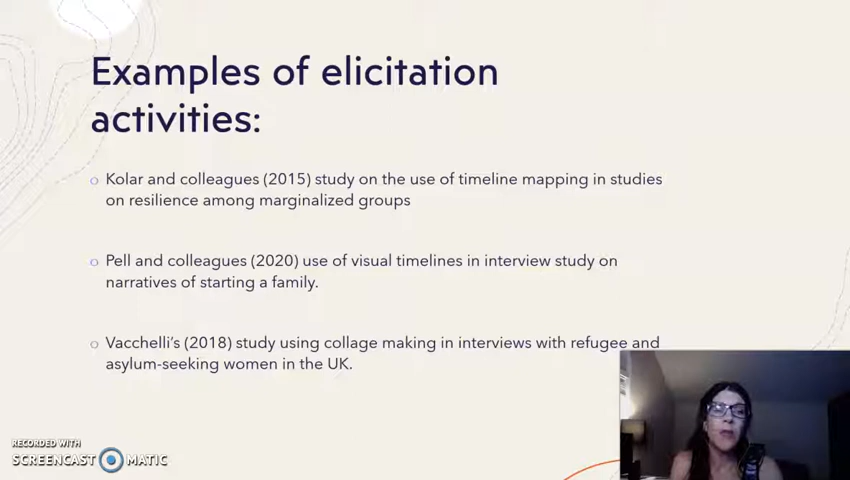 Examples of elicitation
activities:
o Kolar and colleagues (2015) study on the use of timeline mapping in studies
on resilience among marginalized groups
o Pell and colleagues (2020) use of visual timelines in interview study on
narratives of starting a family.
o Vacchelli's (2018) study using collage making in interviews with refugee and
asylum-seeking women in the UK.
RECORDED WITH
SCREENCAST MATIC